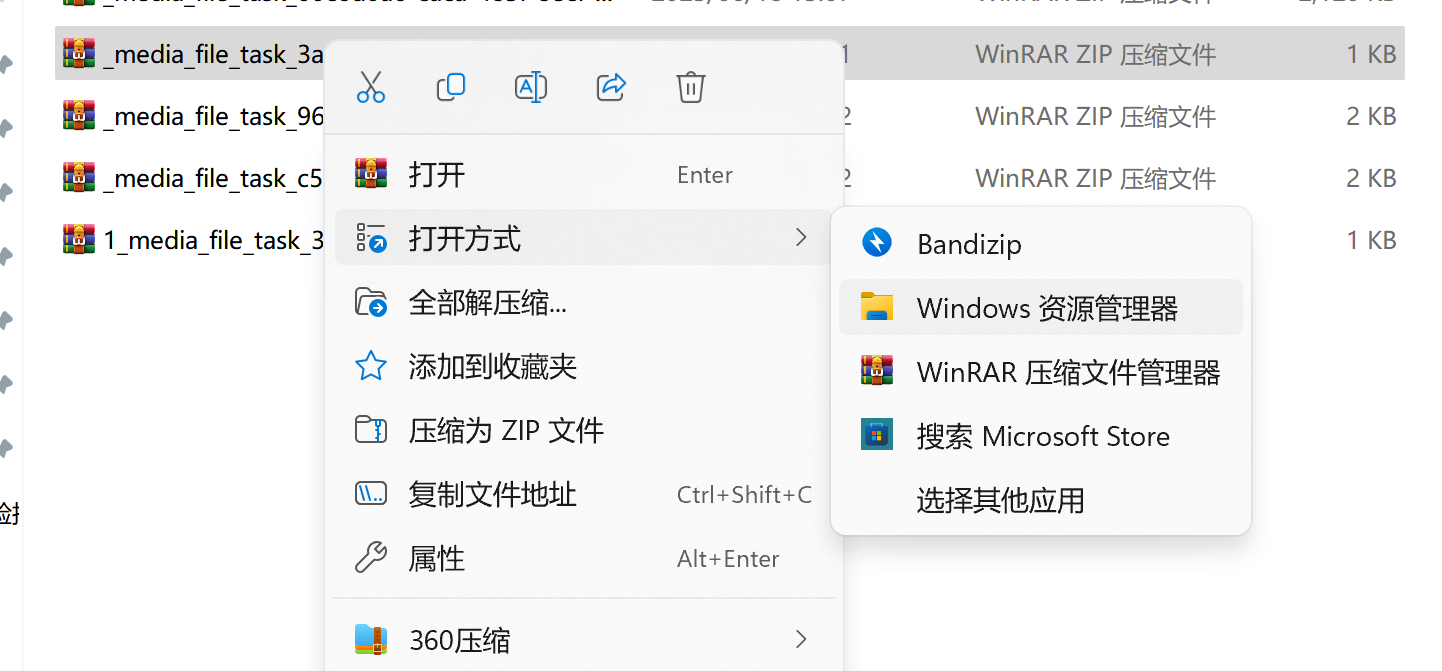 _media_file_task_3a
WinRAR ZIP 压缩文件
1 KB
_media_file_task_96
2
WinRAR ZIP 压缩文件
2 KB
_media_file_task_c5
2
WinRAR ZIP 压缩文件
2 KB
1_media_file_task_3
1 KB
打开
Enter
打开方式
全部解压缩...
添加到收藏夹
压缩为 ZIP 文件
复制文件地址
Ctrl+Shift+C
属性
Alt+Enter
360压缩
Bandizip
Windows 资源管理器
WinRAR 压缩文件管理器
搜索 Microsoft Store
选择其他应用